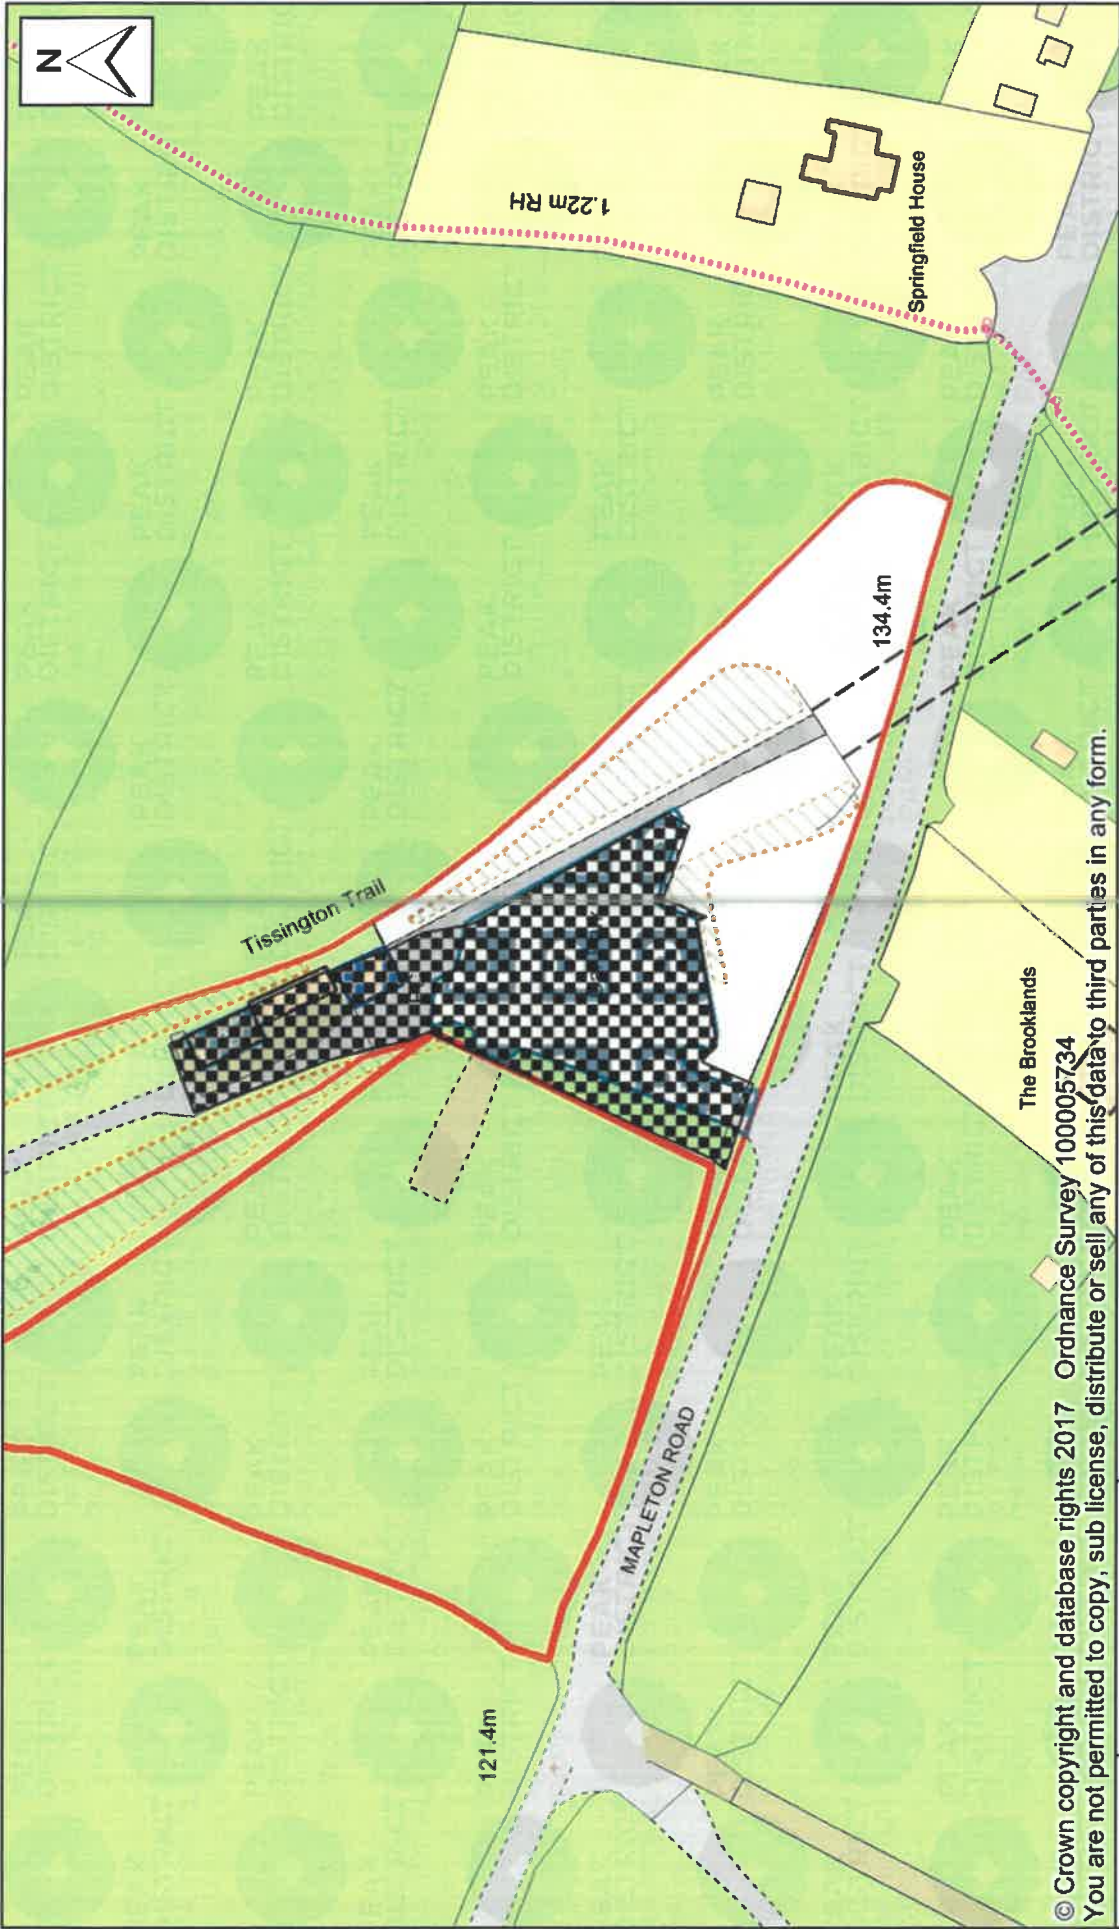 N
1.22m RH
Springfield House
Tissington Trail
134.4m
The Brooklands
MAPLETON ROAD
121.4m
© Crown copyright and database rights 2017 Ordnance Survey 100005734
You are not permitted to copy, sub license, distribute or sell any of this data to third parties in any form.